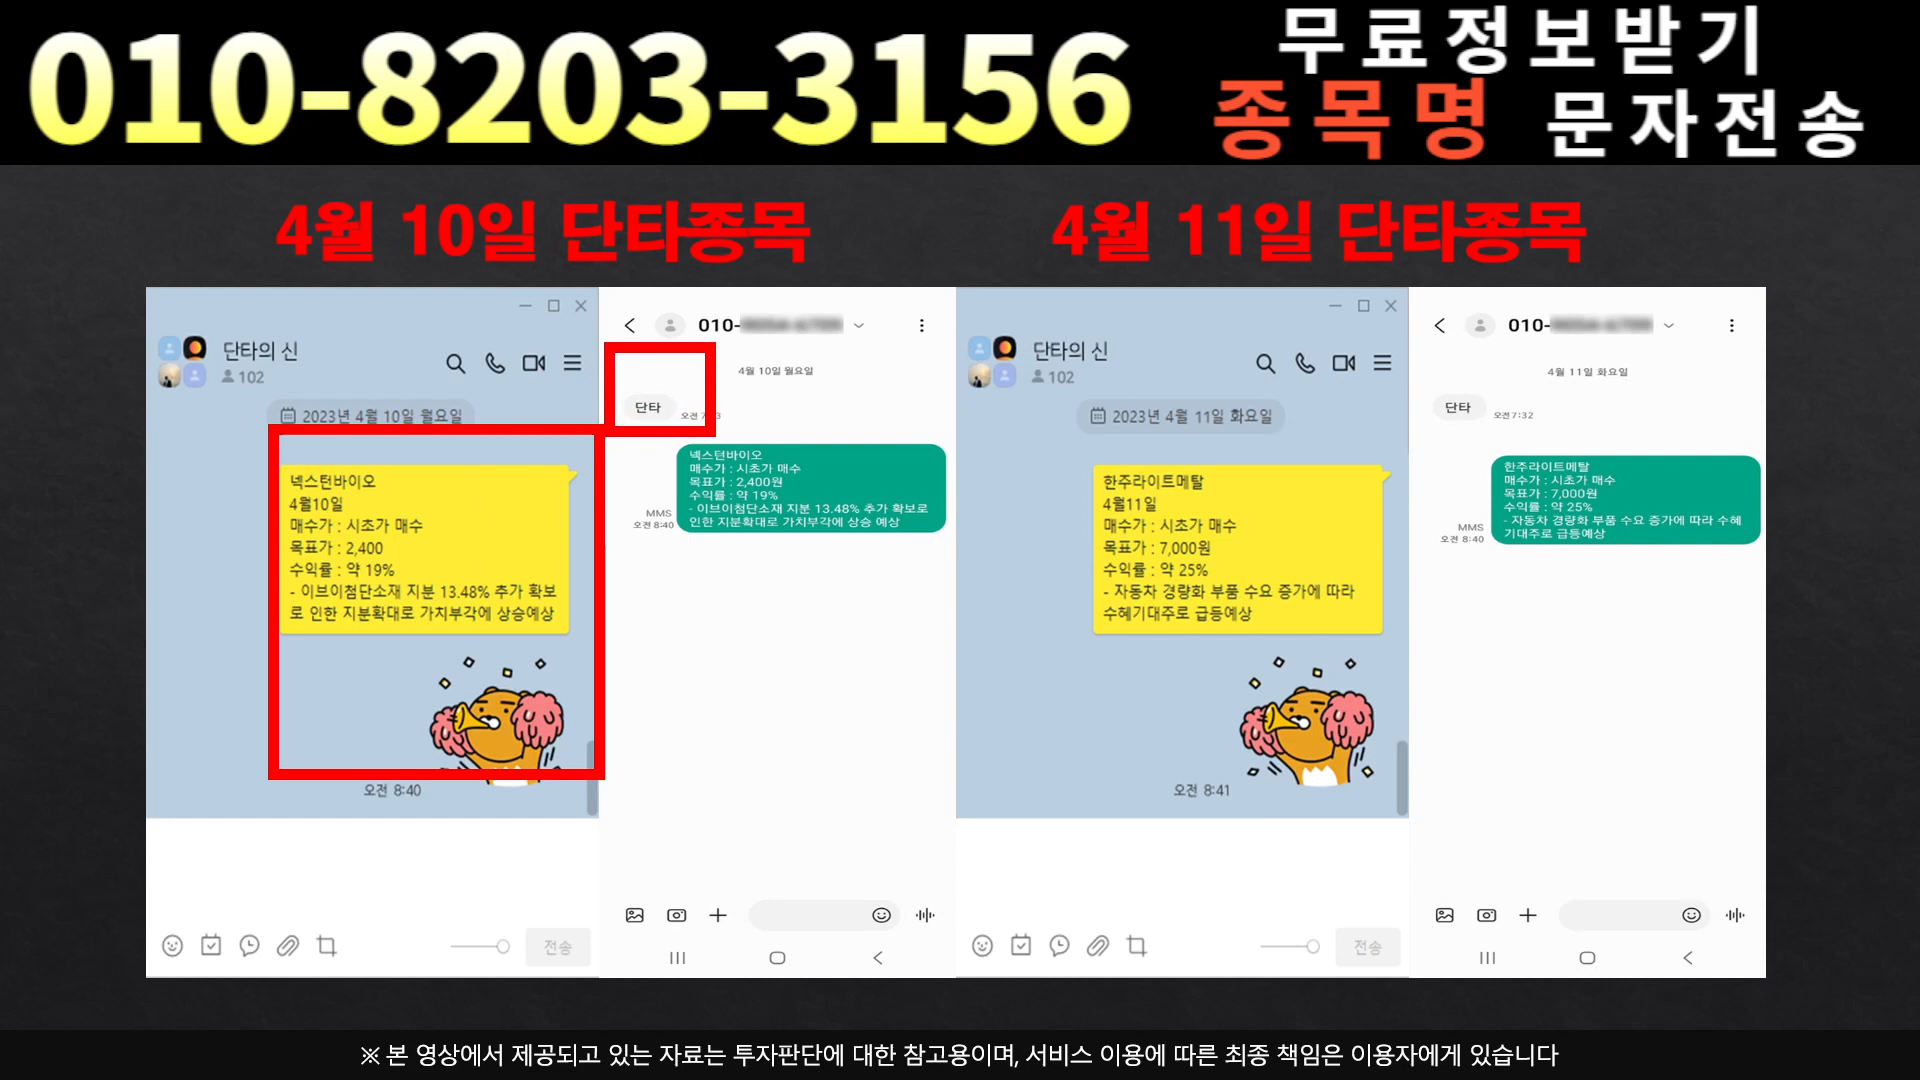 010-8203-3156
무료정보받기
종목명 문자전송
4월 10일 단타종목
4월 11일 단타종목
단타의 신
102
2023년 4월 10일 월요일
넥스턴바이오
4월10일
매수가 : 시초가 매수
목표가 : 2,400
수익률 : 약 19%
- 이브이첨단소재 지분 13.48% 추가 확보
로 인한 지분확대로 가치부각에 상승예상
오전 8:40
전송
010-
4월 10일 월요일
단타
오전
넥스턴바이오
매수가 : 시초가 매수
목표가 : 2,400원
수익률 : 약 19%
- 이브이첨단소재 지분 13.48% 추가 확보로
인한 지분확대로 가치부각에 상승 예상
MMS
오전 8:40
단타의 신
102
2023년 4월 11일 화요일
한주라이트메탈
4월11일
매수가 : 시초가 매수
목표가 : 7,000원
수익률 : 약 25%
- 자동차 경량화 부품 수요 증가에 따라
수혜기대주로 급등예상
오전 8:41
전송
010-
4월 11일 화요일
단타
오전7:32
한주라이트메탈
매수가 : 시초가 매수
목표가 : 7,000원
수익률 : 약 25%
- 자동차 경량화 부품 수요 증가에 따라 수혜
기대주로 급등예상
MMS
오전 8:40
※ 본 영상에서 제공되고 있는 자료는 투자판단에 대한 참고용이며, 서비스 이용에 따른 최종 책임은 이용자에게 있습니다